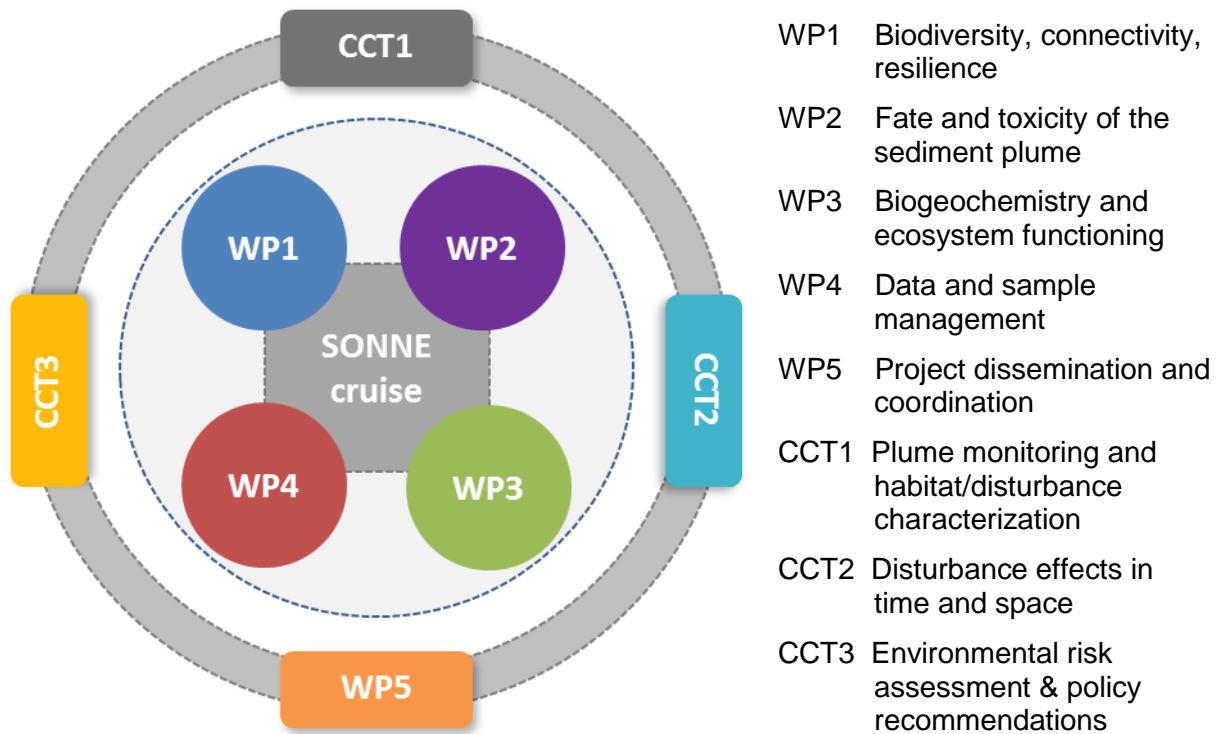 CCT1
WP1
WP2
SONNE
cruise
CCT3
CCT2
WP4
WP3
WP5
WP1 Biodiversity, connectivity,
resilience
WP2 Fate and toxicity of the
sediment plume
WP3 Biogeochemistry and
ecosystem functioning
WP4 Data and sample
management
WP5 Project dissemination and
coordination
CCT1 Plume monitoring and
habitat/disturbance
characterization
CCT2 Disturbance effects in
time and space
CCT3 Environmental risk
assessment & policy
recommendations